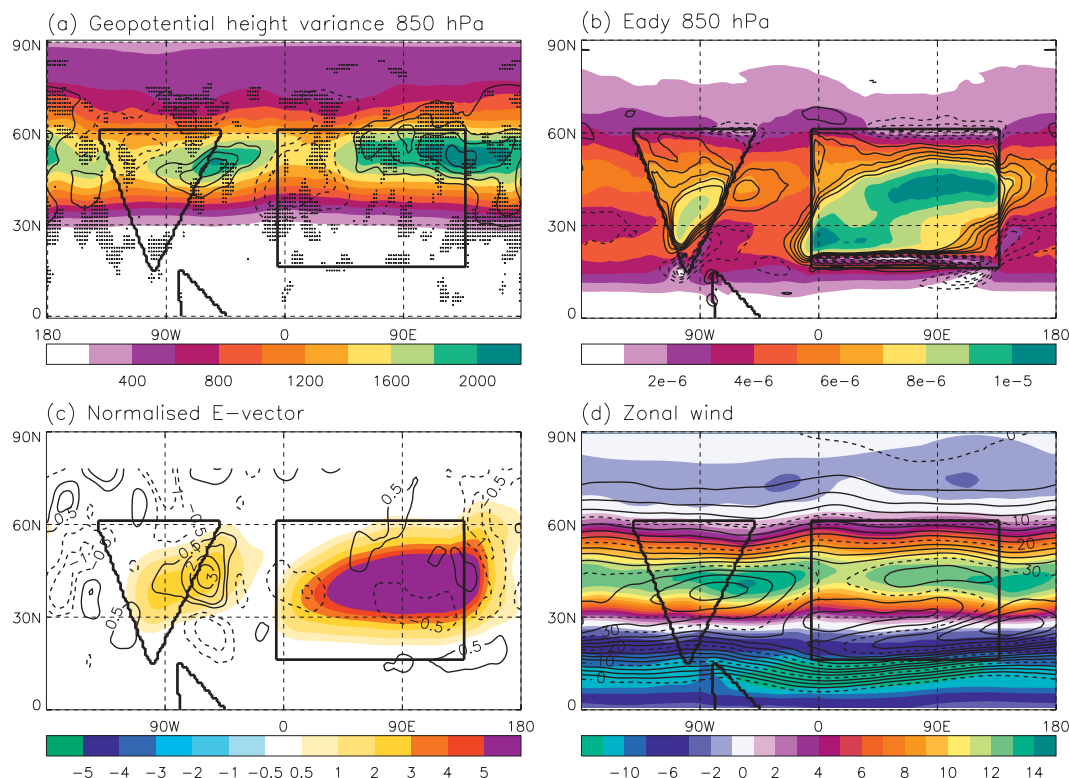 (a) Geopotential height variance 850 hPa
90N
60N
30N
0
180 90W 0 90E
400 800 1200 1600 2000
(b) Eady 850 hPa
90N
60N
30N
0
90W 0 90E 180
2e-6 4e-6 6e-6 8e-6 1e-5
(c) Normalised E-vector
90N
60N
30N
0
0.5
-0.5
-0.5
-0.5
-0.5
0.5
0.5
3
90W 0 90E 180
-5 -4 -3 -2 -1 -0.5 0.5 1 2 3 4 5
(d) Zonal wind
90N
60N
30N
0
0
10
20
30
30
20
10
0
90W 0 90E 180
-10 -6 -2 0 2 4 6 8 10 12 14